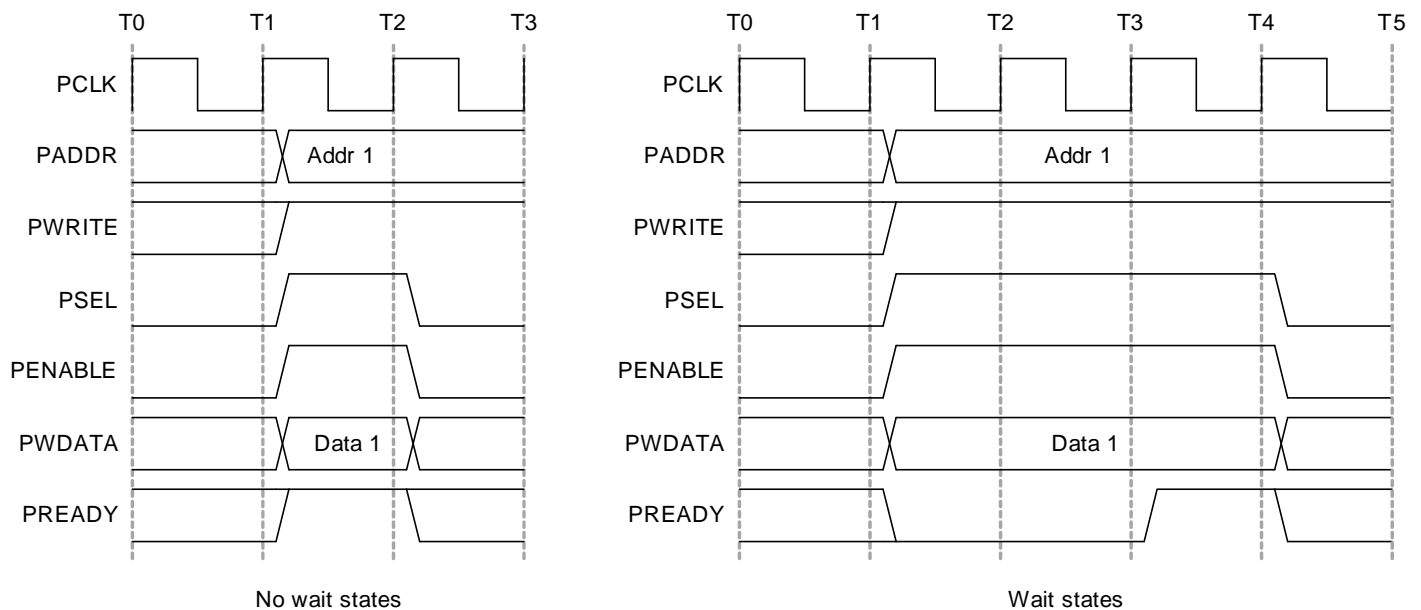 T0 T1 T2 T3
PCLK
PADDR Addr 1
PWRITE
PSEL
PENABLE
PWDATA Data 1
PREADY
No wait states
T0 T1 T2 T3 T4 T5
PCLK
PADDR Addr 1
PWRITE
PSEL
PENABLE
PWDATA Data 1
PREADY
Wait states